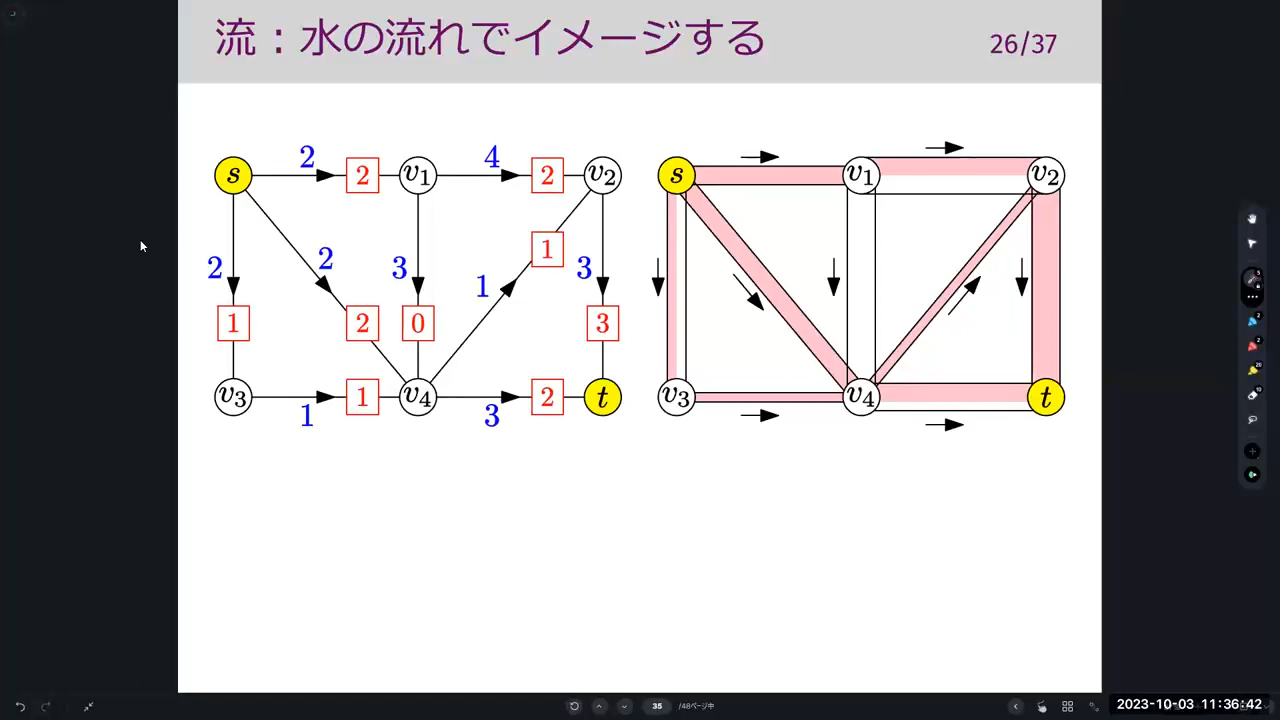 流：水の流れでイメージする
26/37
2 4
s 2 v1 2 v2
1
2 2 3 1 3
1 2 0 3
v3 1 v4 2 t
1 3
s v1 v2
v3 v4 t
35 /48ページ中
2023-10-03 11:36:42